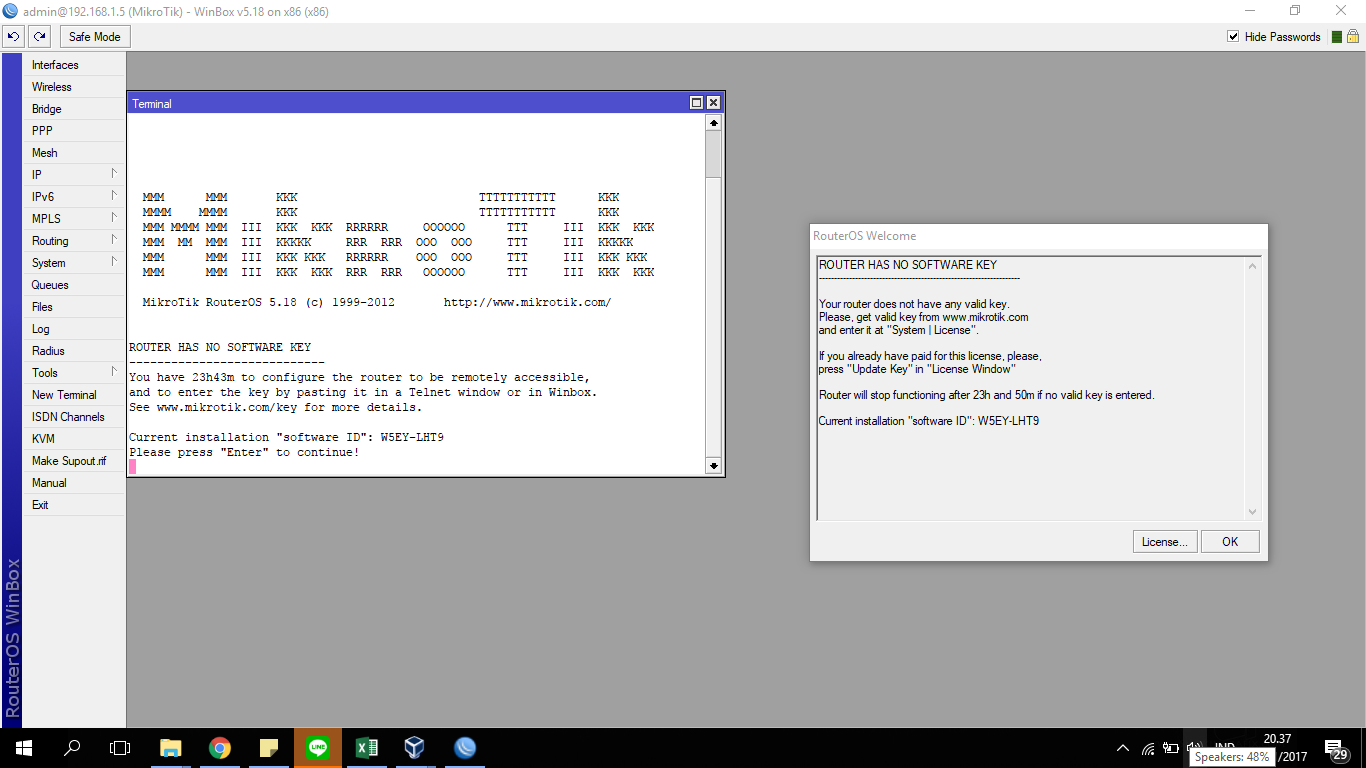 admin@192.168.1.5 (MikroTik) - WinBox v5.18 on x86 (x86)
Safe Mode
Hide Passwords
Interfaces
Wireless
Bridge
PPP
Mesh
IP
IPv6
MPLS
Routing
System
Queues
Files
Log
Radius
Tools
New Terminal
ISDN Channels
KVM
Make Supout.rif
Manual
Exit
RouterOS WinBox
Terminal
MMM MMM KKK TTTTTTTTTTT KKK
MMMM MMMM KKK TTTTTTTTTTT KKK
MMM MMMM MMM III KKK KKK RRRRRR OOOOOO TTT III KKK KKK
MMM MM MMM III KKKKK RRR RRR OOO OOO TTT III KKKKK
MMM MMM III KKK KKK RRRRRR OOO OOO TTT III KKK KKK
MMM MMM III KKK KKK RRR RRR OOOOOO TTT III KKK KKK
MikroTik RouterOS 5.18 (c) 1999-2012 http://www.mikrotik.com/
ROUTER HAS NO SOFTWARE KEY
----------------------------
You have 23h43m to configure the router to be remotely accessible,
and to enter the key by pasting it in a Telnet window or in Winbox.
See www.mikrotik.com/key for more details.
Current installation "software ID": W5EY-LHT9
Please press "Enter" to continue!
RouterOS Welcome
ROUTER HAS NO SOFTWARE KEY
Your router does not have any valid key.
Please, get valid key from www.mikrotik.com
and enter it at "System | License".
If you already have paid for this license, please,
press "Update Key" in "License Window"
Router will stop functioning after 23h and 50m if no valid key is entered.
Current installation "software ID": W5EY-LHT9
License...
OK
LINE
20.37
/2017
Speakers: 48%
29